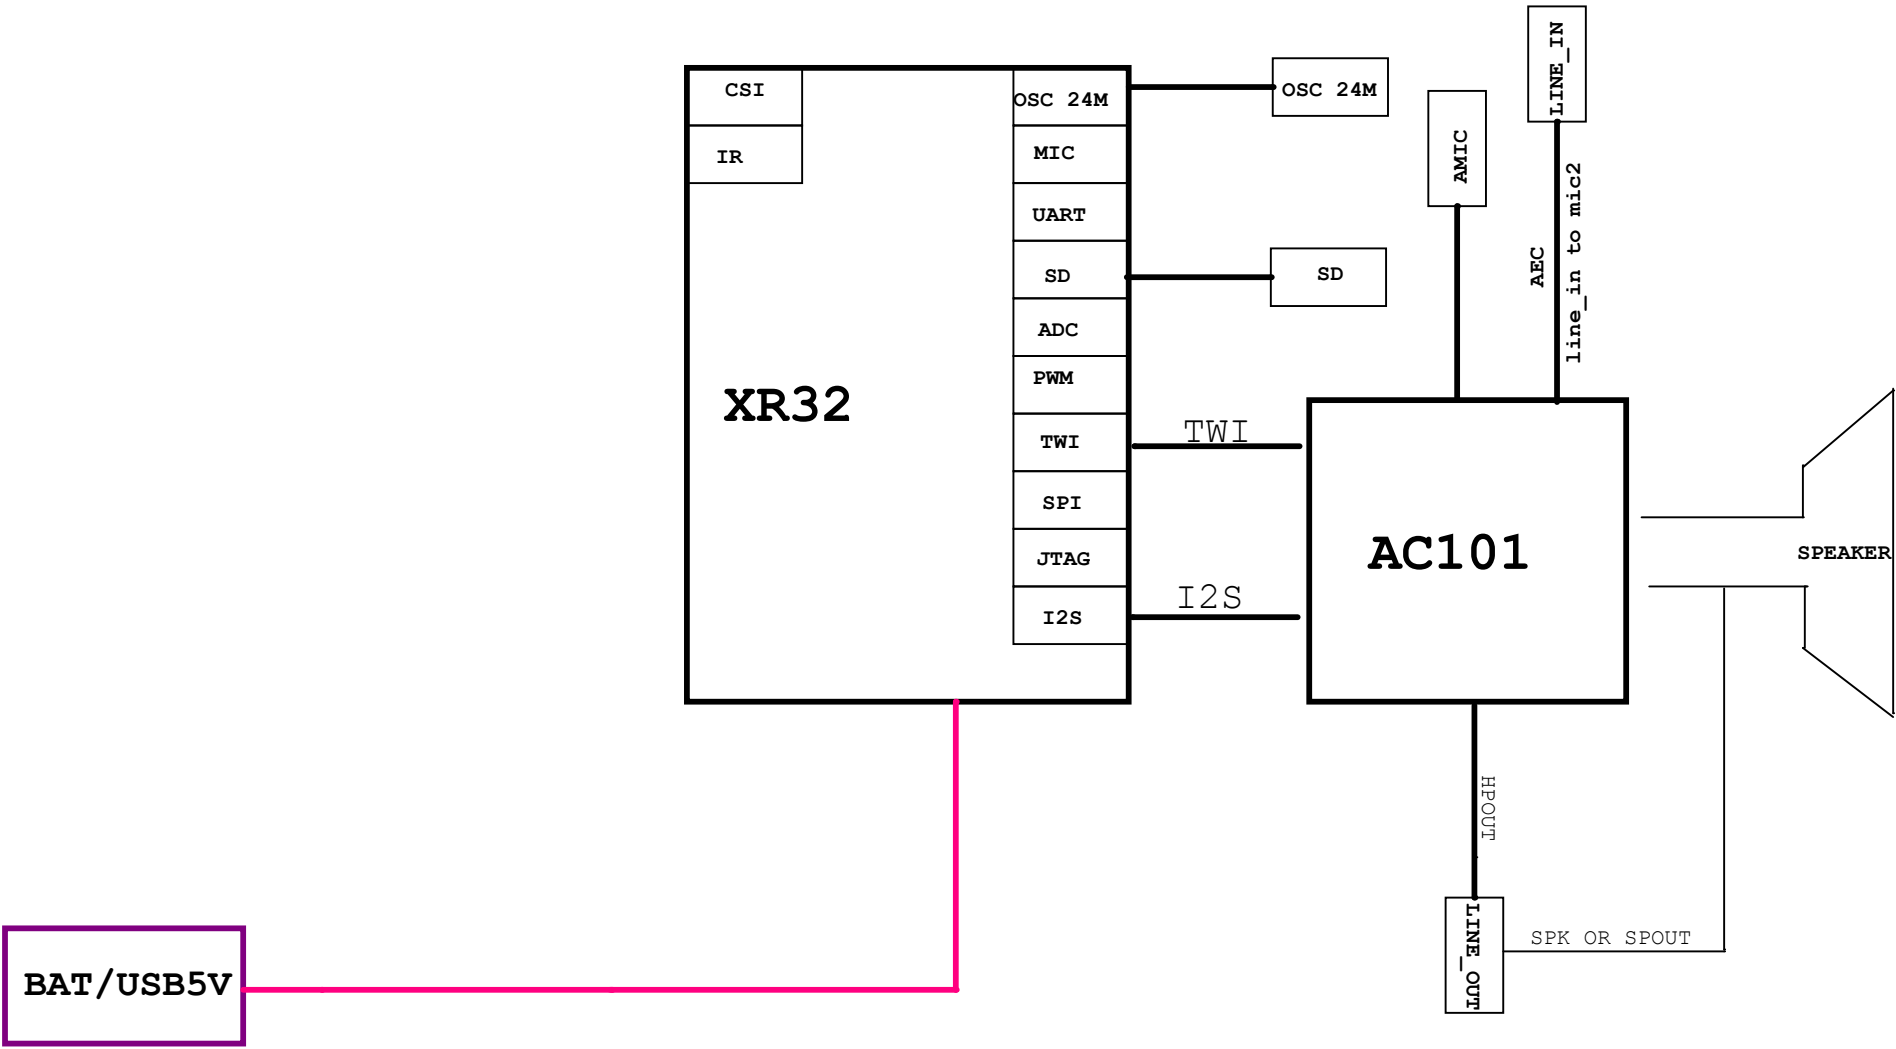 LINE_IN
CSI
OSC 24M
OSC 24M
IR
MIC
AMIC
UART
AEC
line_in to mic2
SD
SD
ADC
PWM
XR32
TWI
TWI
SPI
AC101
SPEAKER
JTAG
I2S
I2S
HPOUT
LINE_OUT
SPK OR SPOUT
BAT/USB5V